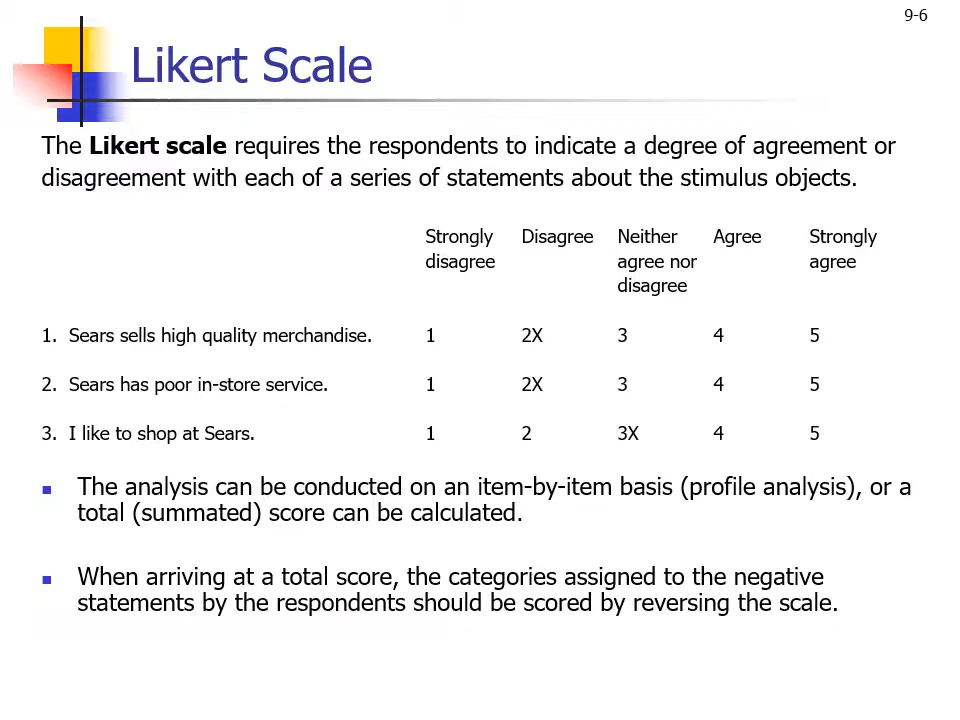 9-6
Likert Scale
The Likert scale requires the respondents to indicate a degree of agreement or
disagreement with each of a series of statements about the stimulus objects.
Strongly Disagree Neither Agree Strongly
disagree agree nor agree
disagree
1. Sears sells high quality merchandise. 1 2X 3 4 5
2. Sears has poor in-store service. 1 2X 3 4 5
3. I like to shop at Sears. 1 2 3X 4 5
The analysis can be conducted on an item-by-item basis (profile analysis), or a
total (summated) score can be calculated.
When arriving at a total score, the categories assigned to the negative
statements by the respondents should be scored by reversing the scale.